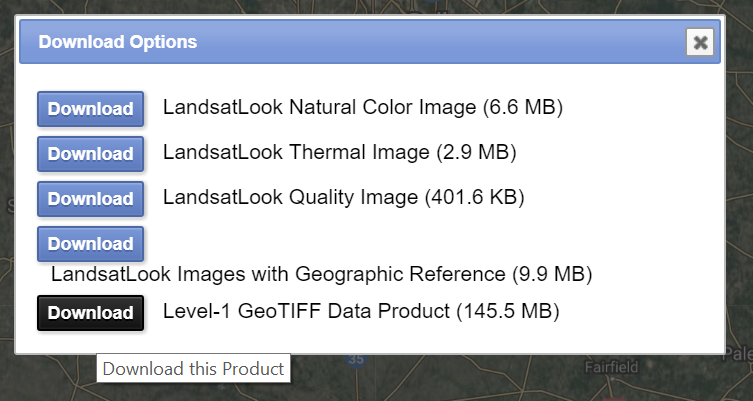 Download Options
Download LandsatLook Natural Color Image (6.6 MB)
Download LandsatLook Thermal Image (2.9 MB)
Download LandsatLook Quality Image (401.6 KB)
Download
LandsatLook Images with Geographic Reference (9.9 MB)
Download Level-1 GeoTIFF Data Product (145.5 MB)
Download this Product
35
Fairfield